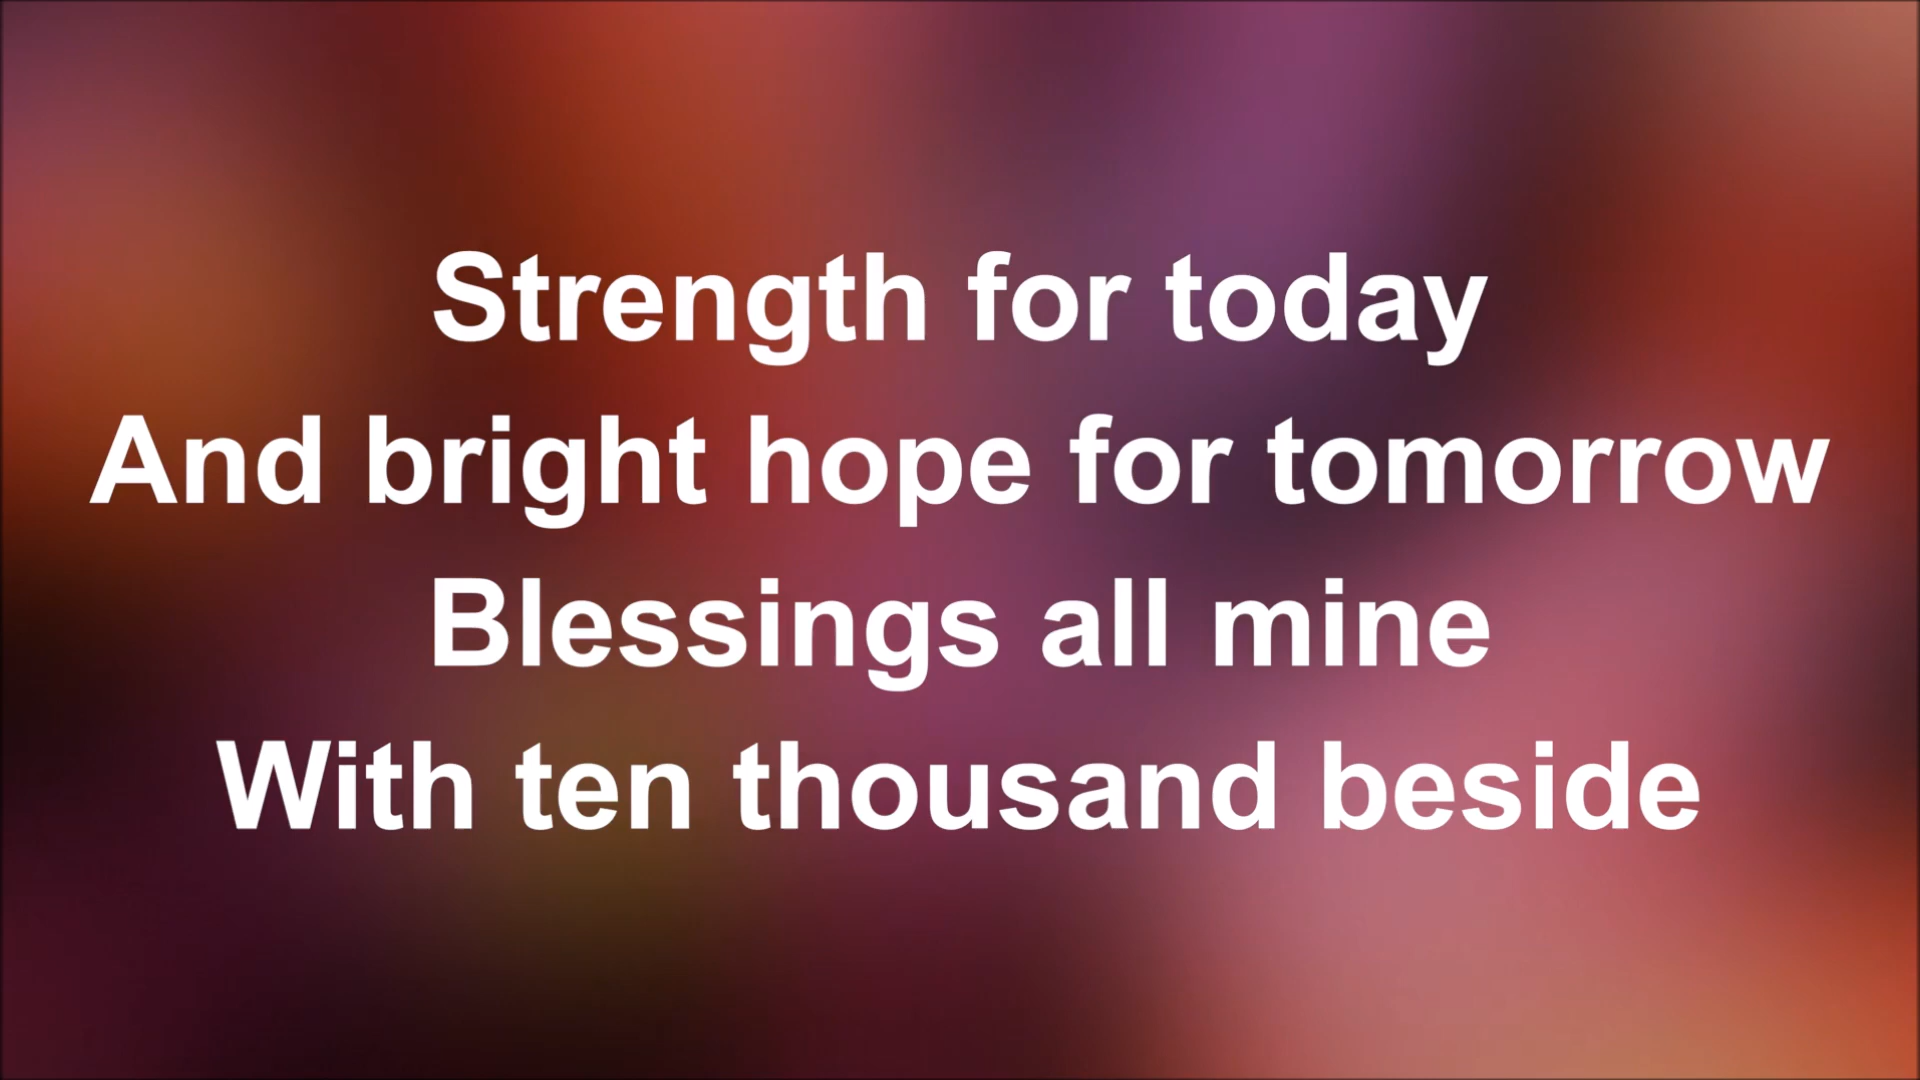 Strength for today
And bright hope for tomorrow
Blessings all mine
With ten thousand beside